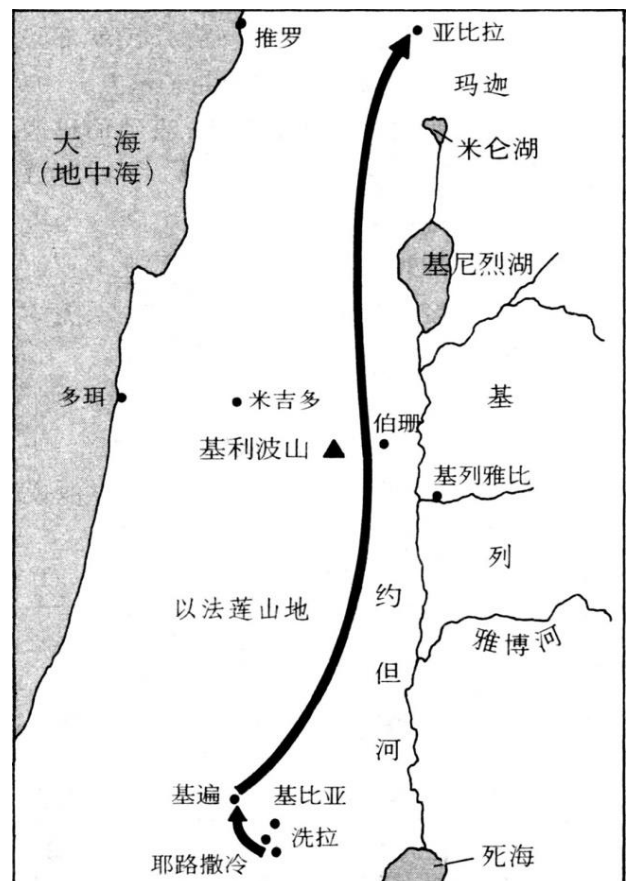 推罗
亚比拉
玛迦
大海
(地中海)
米仑湖
基尼烈湖
多珥
米吉多
基
伯珊
基利波山
基列雅比
列
以法莲山地
约但河
雅博河
基遍
基比亚
洗拉
耶路撒冷
死海